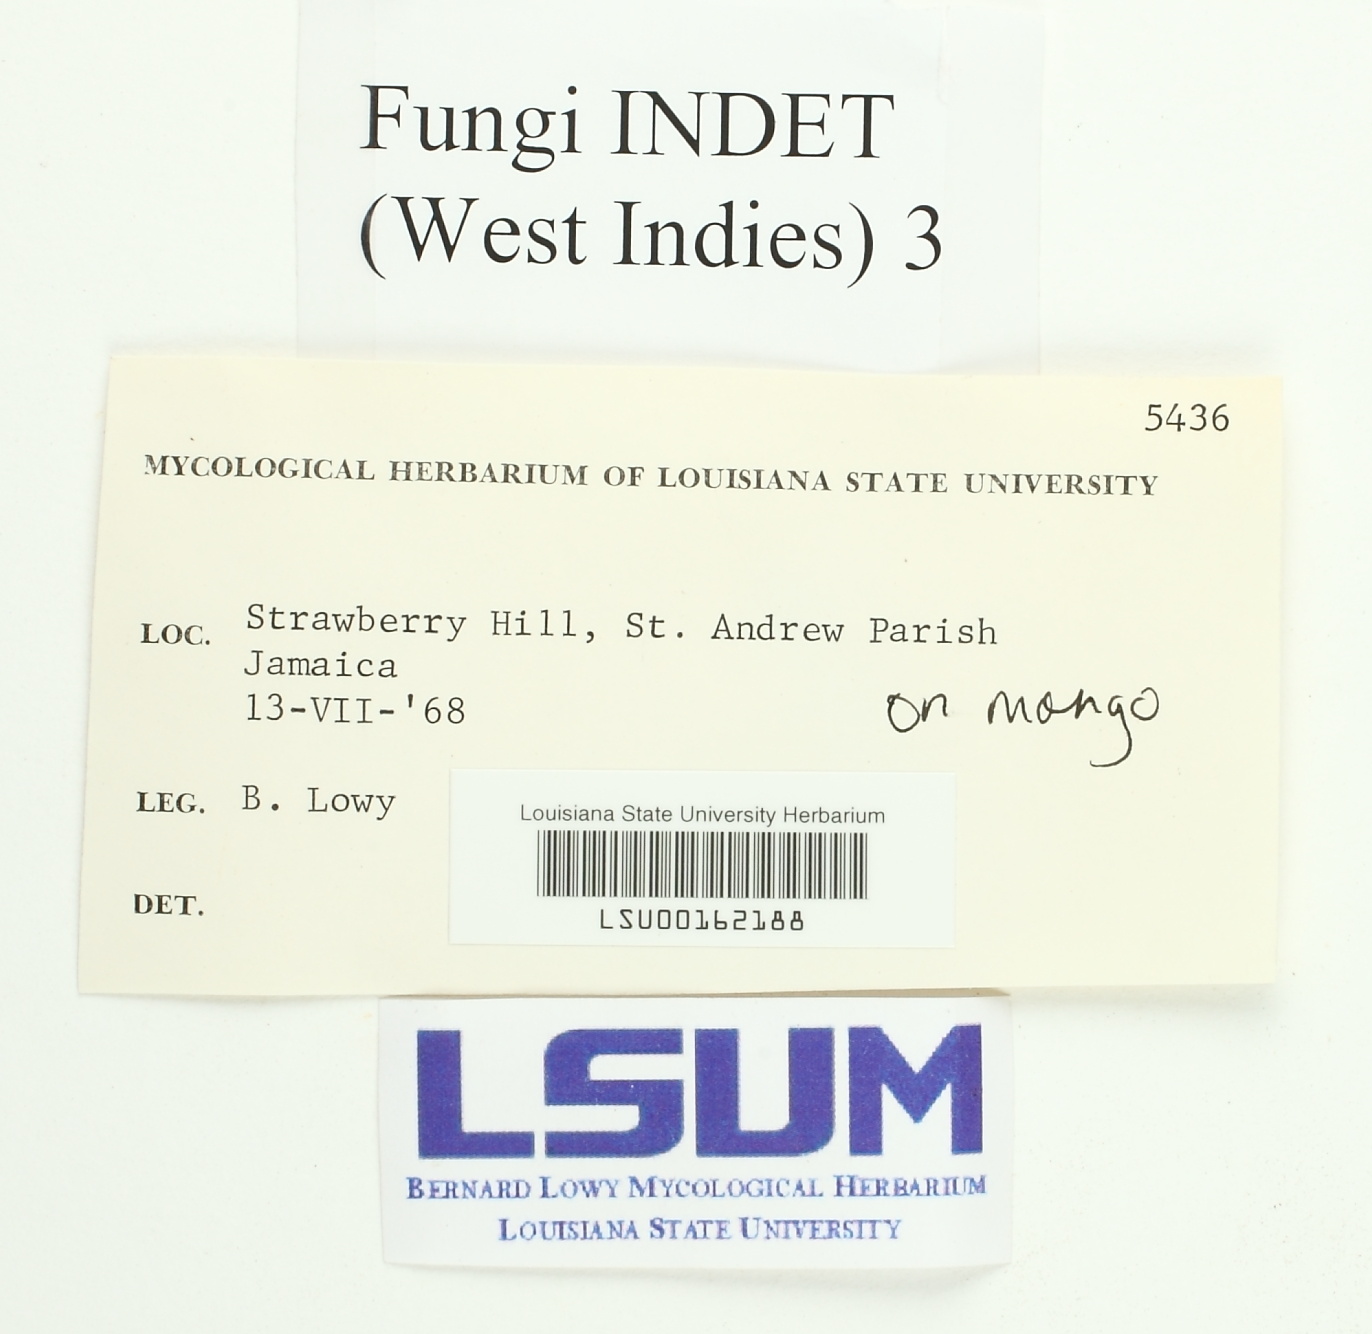 Fungi INDET
(West Indies) 3
5436
MYCOLOGICAL HERBARIUM OF LOUISIANA STATE UNIVERSITY
LOC. Strawberry Hill, St. Andrew Parish
Jamaica
13-VII-'68
on mango
LEG. B. Lowy
Louisiana State University Herbarium
LSU00162188
DET.
LSUM
BERNARD LOWY MYCOLOGICAL HERBARIUM
LOUISIANA STATE UNIVERSITY